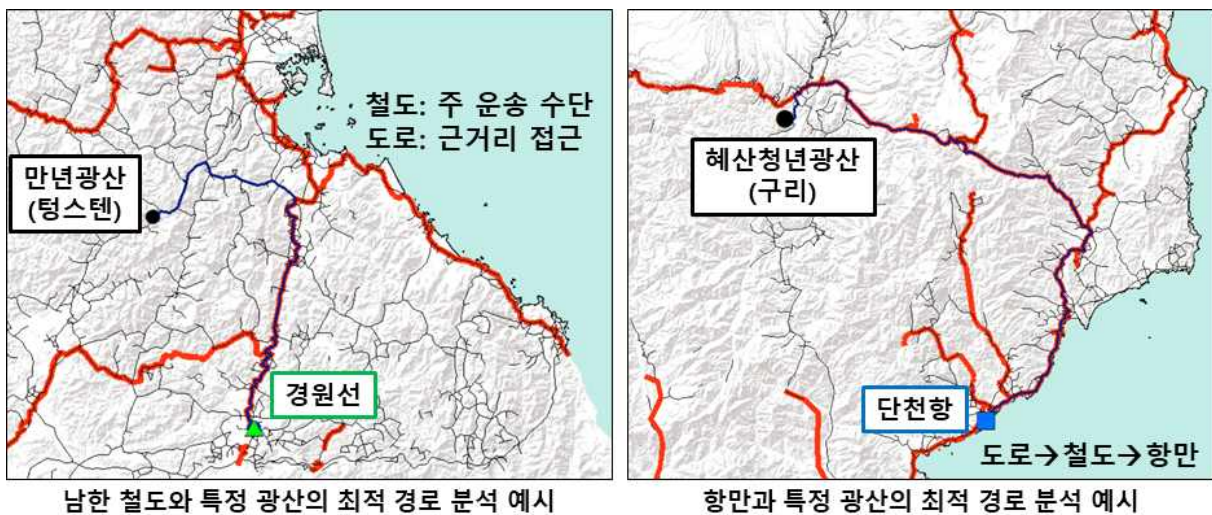 철도: 주 운송 수단
도로: 근거리 접근
만년광산
(텅스텐)
경원선
남한 철도와 특정 광산의 최적 경로 분석 예시
혜산청년광산
(구리)
단천항
도로→철도→항만
항만과 특정 광산의 최적 경로 분석 예시